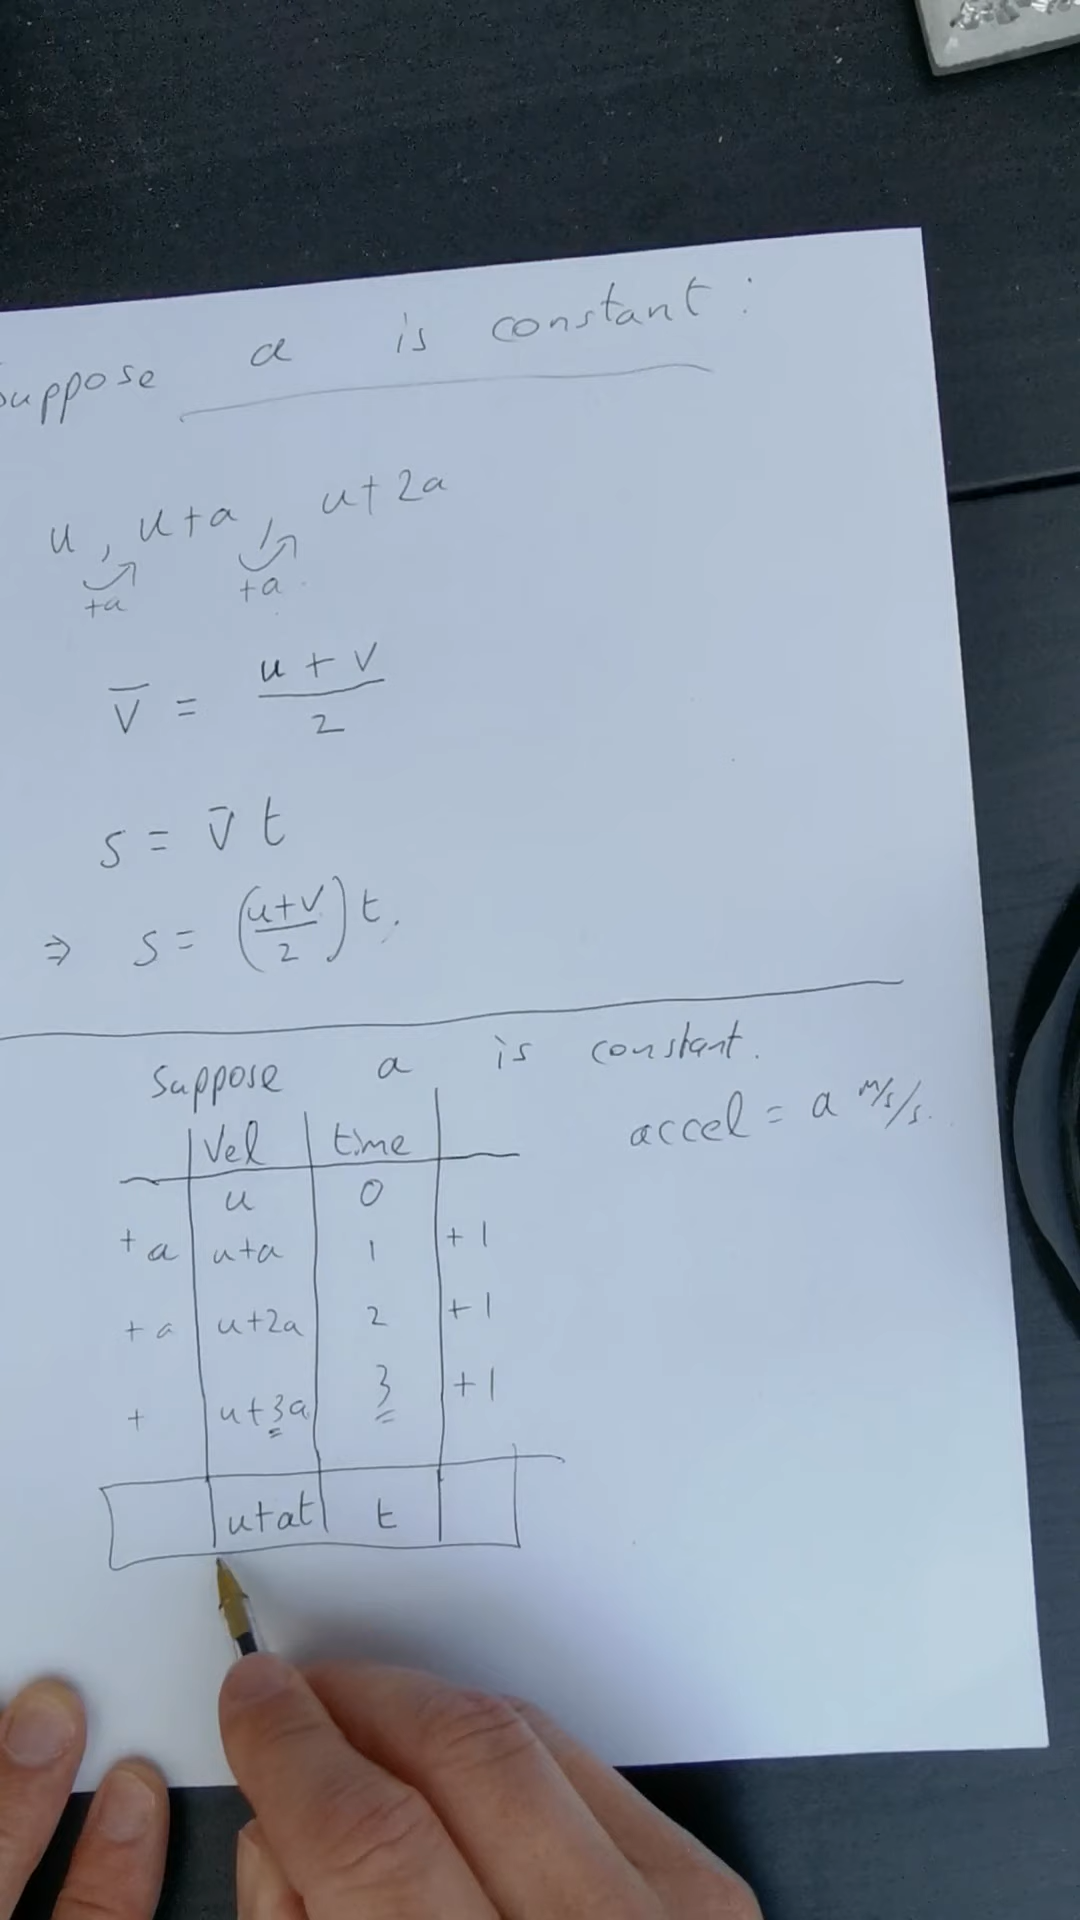 Suppose a is constant:
u, u+a, u+2a
+a +a
v̄ = (u + v)/2
s = v̄ t
⇒ s = ((u+v)/2) t.
Suppose a is constant.
accel = a m/s/s.
Vel time
u 0
+a u+a 1 +1
+a u+2a 2 +1
+ u+3a 3 +1
u+at t